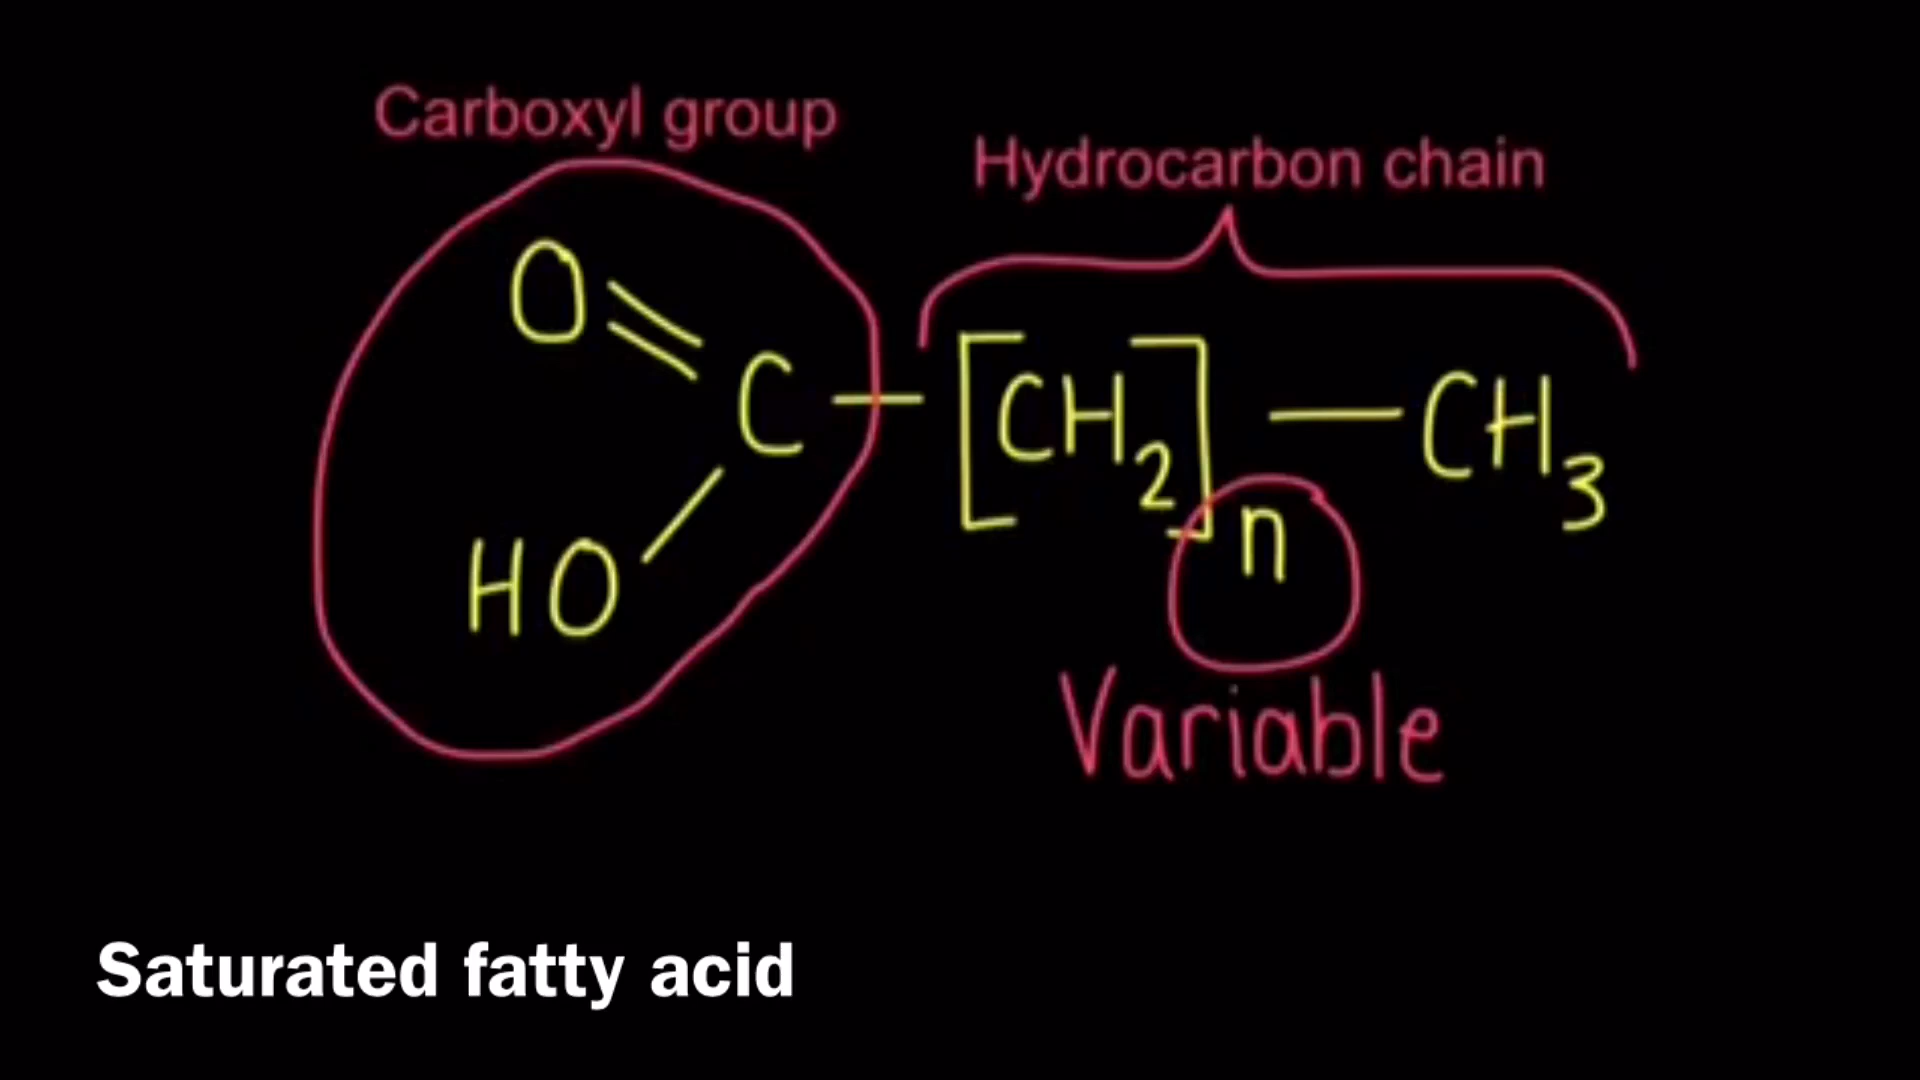 Carboxyl group
Hydrocarbon chain
O
C
[CH2]n
CH3
HO
Variable
Saturated fatty acid